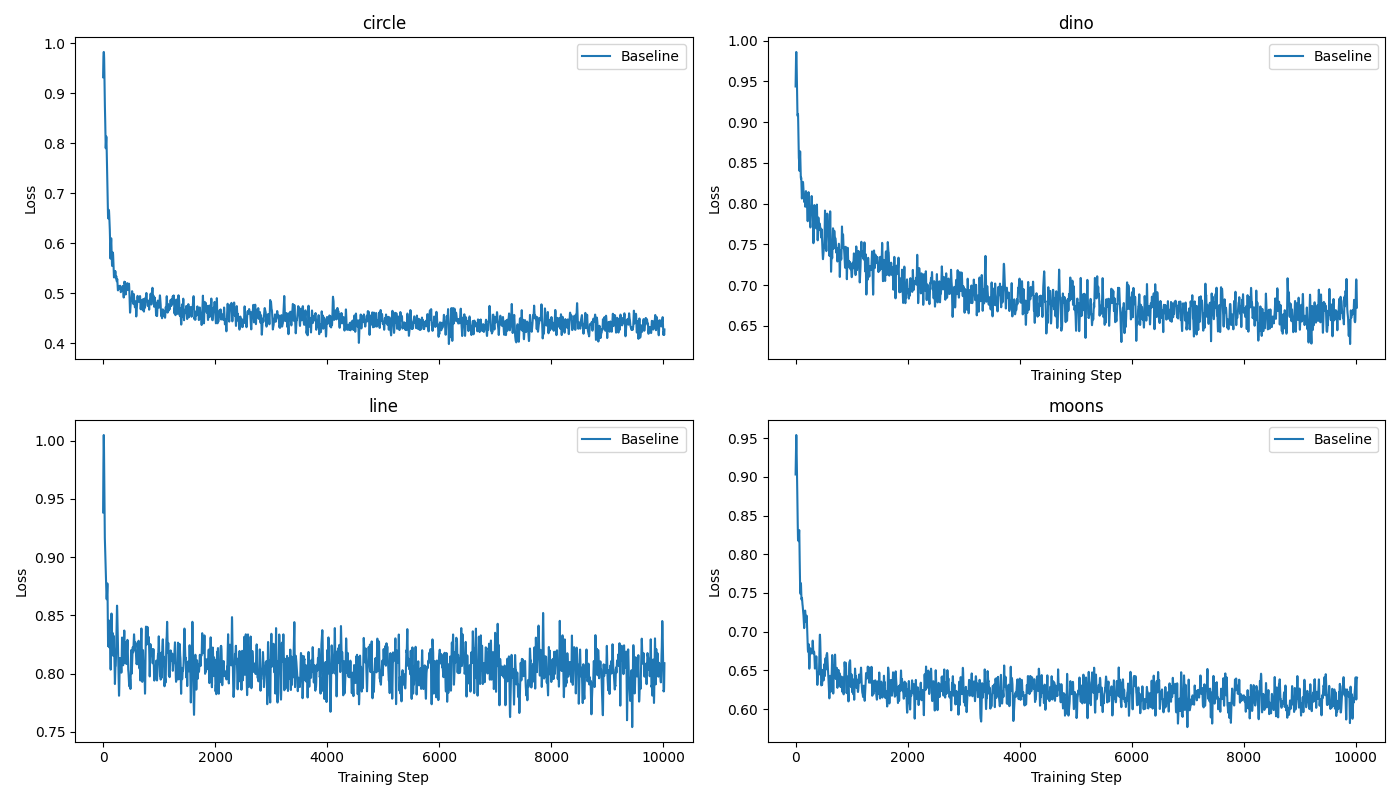 circle
1.0
0.9
0.8
0.7
0.6
0.5
0.4
Loss
Training Step
Baseline
dino
1.00
0.95
0.90
0.85
0.80
0.75
0.70
0.65
Loss
Training Step
Baseline
line
1.00
0.95
0.90
0.85
0.80
0.75
Loss
0 2000 4000 6000 8000 10000
Training Step
Baseline
moons
0.95
0.90
0.85
0.80
0.75
0.70
0.65
0.60
Loss
0 2000 4000 6000 8000 10000
Training Step
Baseline